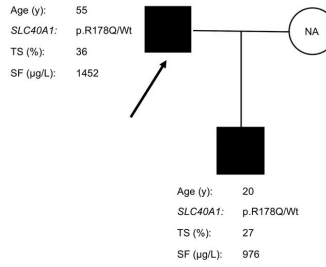 Age (y): 55
SLC40A1: p.R178Q/Wt
TS (%): 36
SF (µg/L): 1452
NA
Age (y): 20
SLC40A1: p.R178Q/Wt
TS (%): 27
SF (µg/L): 976